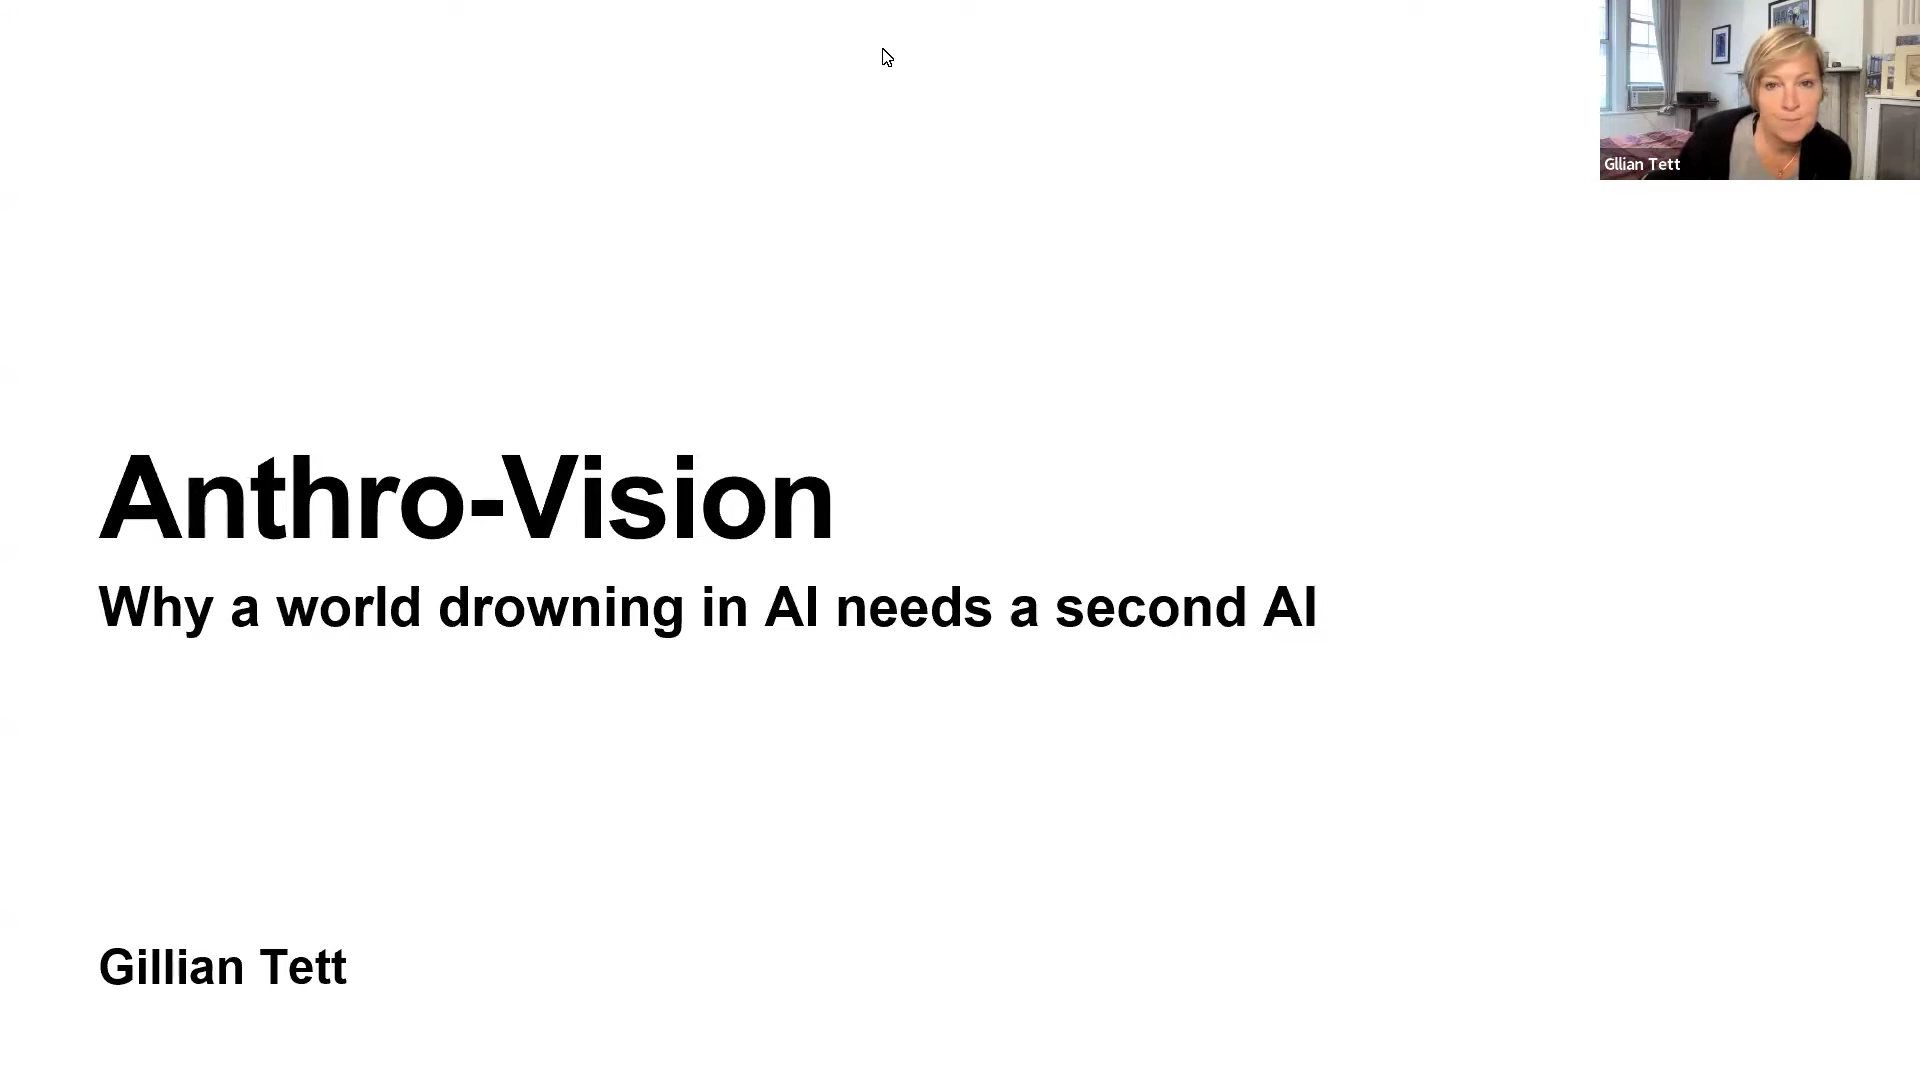 Gllian Tett
Anthro-Vision
Why a world drowning in AI needs a second AI
Gillian Tett